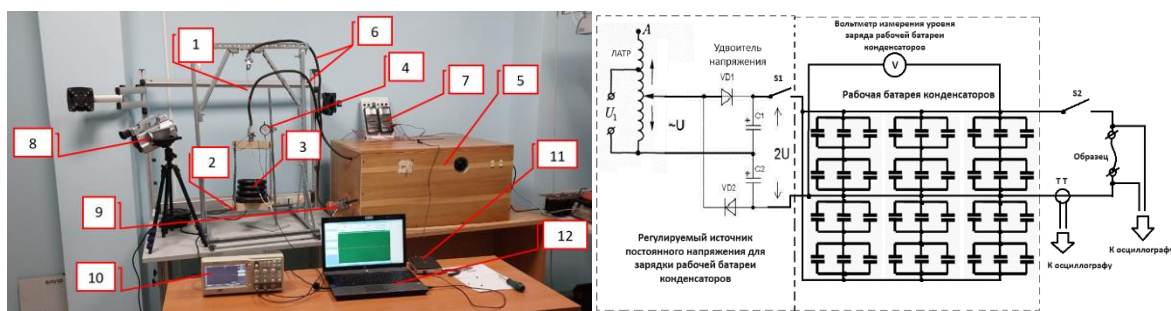 1
6
4
7
5
8
2
3
11
9
12
10
A
ЛАТР
U1
~U
Удвоитель
напряжения
VD1
S1
C1
2U
C2
VD2
Регулируемый источник
постоянного напряжения для
зарядки рабочей батареи
конденсаторов
Вольтметр измерения уровня
заряда рабочей батареи
конденсаторов
V
Рабочая батарея конденсаторов
S2
Образец
ТТ
К осциллографу
К осциллографу